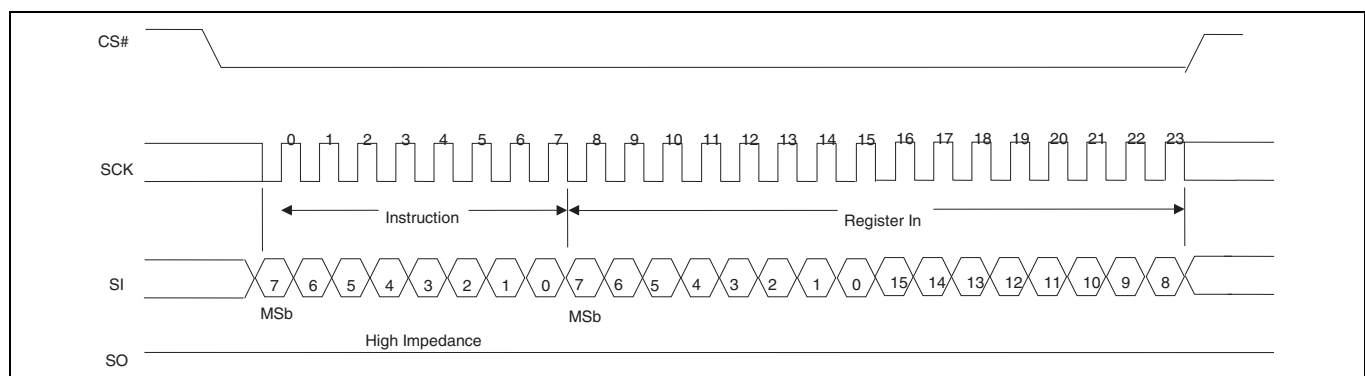 CS#
0 1 2 3 4 5 6 7 8 9 10 11 12 13 14 15 16 17 18 19 20 21 22 23
SCK
Instruction
Register In
SI
7 6 5 4 3 2 1 0 7 6 5 4 3 2 1 0 15 14 13 12 11 10 9 8
MSb MSb
High Impedance
SO